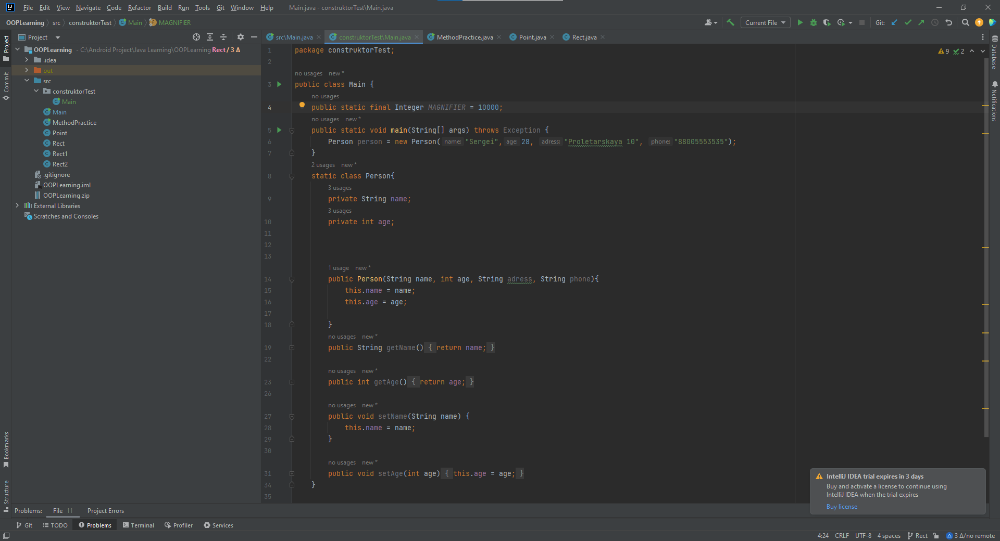 File Edit View Navigate Code Refactor Build Run Tools Git Window Help Main.java - construktorTest\Main.java
OOPLearning src construktorTest Main MAGNIFIER Current File Git:
Project
src\Main.java construktorTest\Main.java MethodPractice.java Point.java Rect.java
Project
Commit
Bookmarks
Structure
OOPLearning - C:\Android Project\Java Learning\OOPLearning Rect / 3 Δ
.idea
out
src
construktorTest
Main
Main
MethodPractice
Point
Rect
Rect1
Rect2
.gitignore
OOPLearning.iml
OOPLearning.zip
External Libraries
Scratches and Consoles
1 package construktorTest;
2
no usages new *
3 public class Main {
no usages
4 public static final Integer MAGNIFIER = 10000;
no usages new *
5 public static void main(String[] args) throws Exception {
6 Person person = new Person( name: "Sergei", age: 28, adress: "Proletarskaya 10", phone: "88005553535");
7 }
2 usages new *
8 static class Person{
3 usages
9 private String name;
3 usages
10 private int age;
11
12
13
1 usage new *
14 public Person(String name, int age, String adress, String phone){
15 this.name = name;
16 this.age = age;
17
18 }
no usages new *
19 public String getName() { return name; }
22
no usages new *
23 public int getAge() { return age; }
26
no usages new *
27 public void setName(String name) {
28 this.name = name;
29 }
30
no usages new *
31 public void setAge(int age) { this.age = age; }
34 }
35
9 2
Database
Notifications
IntelliJ IDEA trial expires in 3 days
Buy and activate a license to continue using
IntelliJ IDEA when the trial expires
Buy license
Problems: File 11 Project Errors
Git TODO Problems Terminal Profiler Services
4:24 CRLF UTF-8 4 spaces Rect 3 Δ/no remote